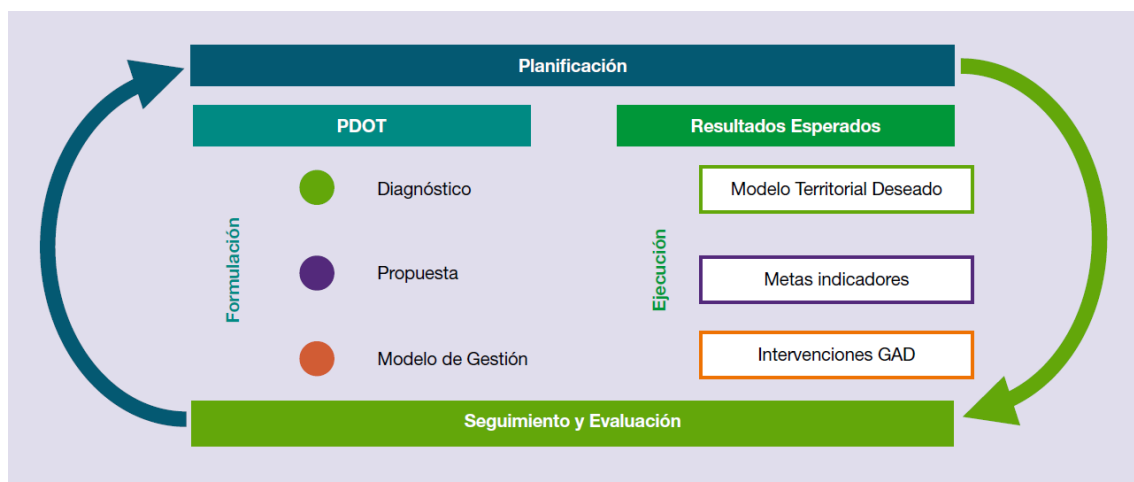 Planificación
PDOT
Resultados Esperados
Formulación
Diagnóstico
Propuesta
Modelo de Gestión
Ejecución
Modelo Territorial Deseado
Metas indicadores
Intervenciones GAD
Seguimiento y Evaluación